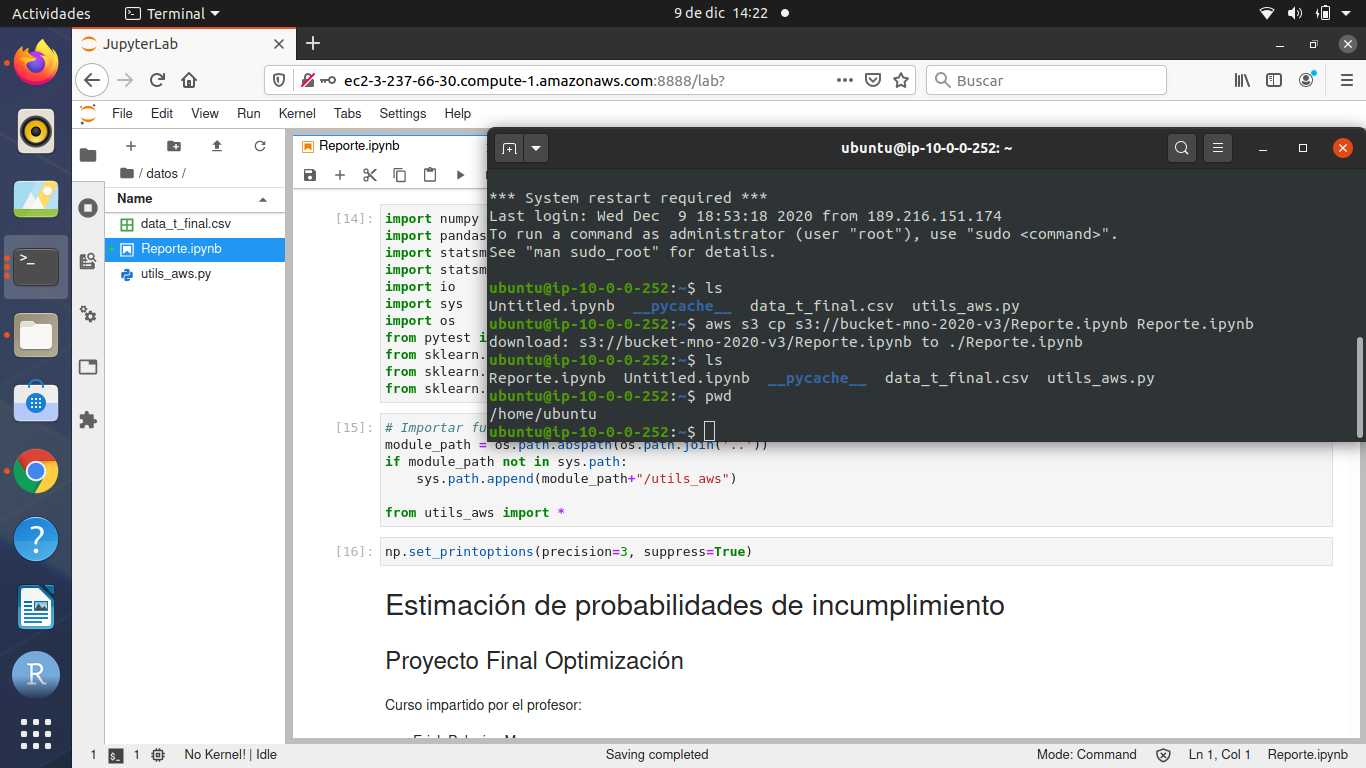 Actividades Terminal 9 de dic 14:22
JupyterLab
ec2-3-237-66-30.compute-1.amazonaws.com:8888/lab? Buscar
File Edit View Run Kernel Tabs Settings Help
/ datos /
Name
data_t_final.csv
Reporte.ipynb
utils_aws.py
Reporte.ipynb
ubuntu@ip-10-0-0-252: ~
*** System restart required ***
Last login: Wed Dec  9 18:53:18 2020 from 189.216.151.174
To run a command as administrator (user "root"), use "sudo <command>".
See "man sudo_root" for details.
ubuntu@ip-10-0-0-252:~$ ls
Untitled.ipynb  __pycache__  data_t_final.csv  utils_aws.py
ubuntu@ip-10-0-0-252:~$ aws s3 cp s3://bucket-mno-2020-v3/Reporte.ipynb Reporte.ipynb
download: s3://bucket-mno-2020-v3/Reporte.ipynb to ./Reporte.ipynb
ubuntu@ip-10-0-0-252:~$ ls
Reporte.ipynb  Untitled.ipynb  __pycache__  data_t_final.csv  utils_aws.py
ubuntu@ip-10-0-0-252:~$ pwd
/home/ubuntu
ubuntu@ip-10-0-0-252:~$
[14]: import numpy
import pandas
import statsm
import statsm
import io
import sys
import os
from pytest i
from sklearn.
from sklearn.
from sklearn.
[15]: # Importar fu
module_path = os.path.abspath(os.path.join('..'))
if module_path not in sys.path:
    sys.path.append(module_path+"/utils_aws")
from utils_aws import *
[16]: np.set_printoptions(precision=3, suppress=True)
Estimación de probabilidades de incumplimiento
Proyecto Final Optimización
Curso impartido por el profesor:
1 1 No Kernel! | Idle Saving completed Mode: Command Ln 1, Col 1 Reporte.ipynb